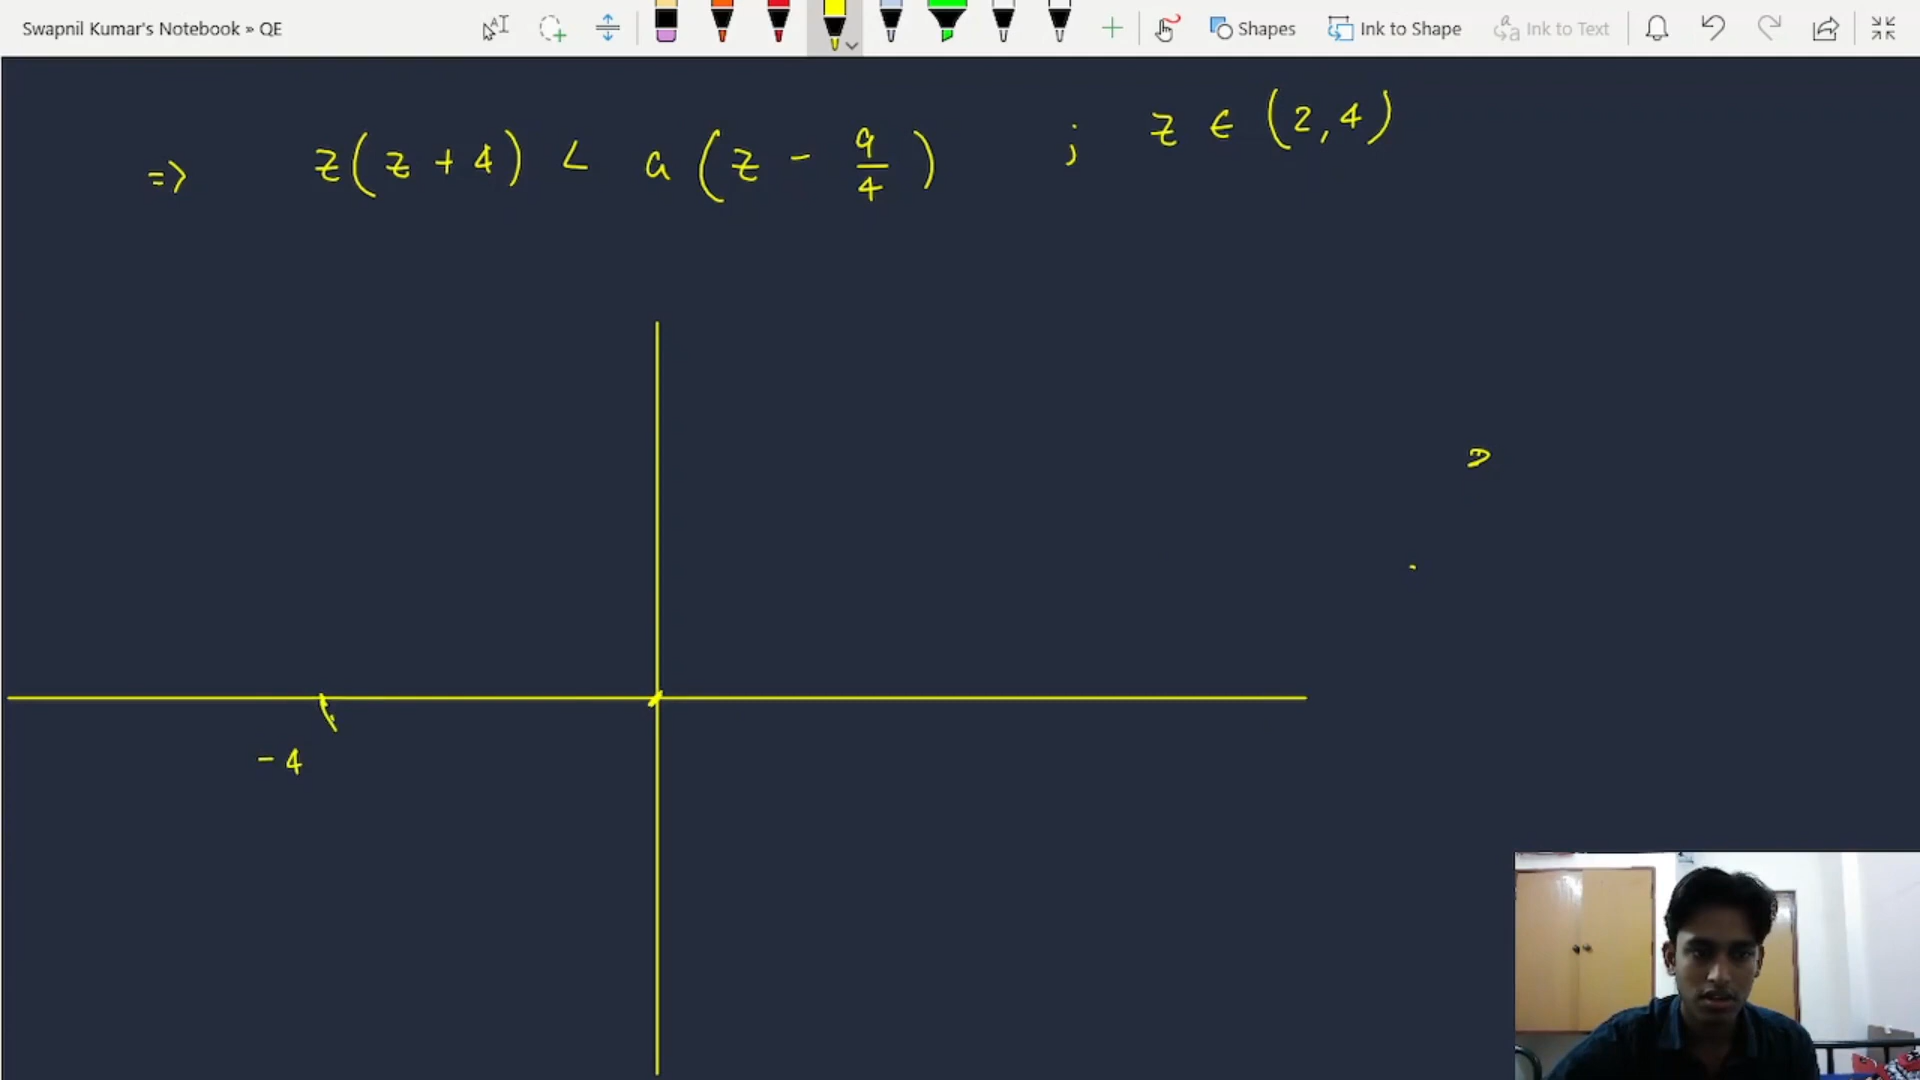 Swapnil Kumar's Notebook » QE
Shapes
Ink to Shape
Ink to Text
=> z(z + 4) < a(z - 9/4) ; z ∈ (2,4)
-4